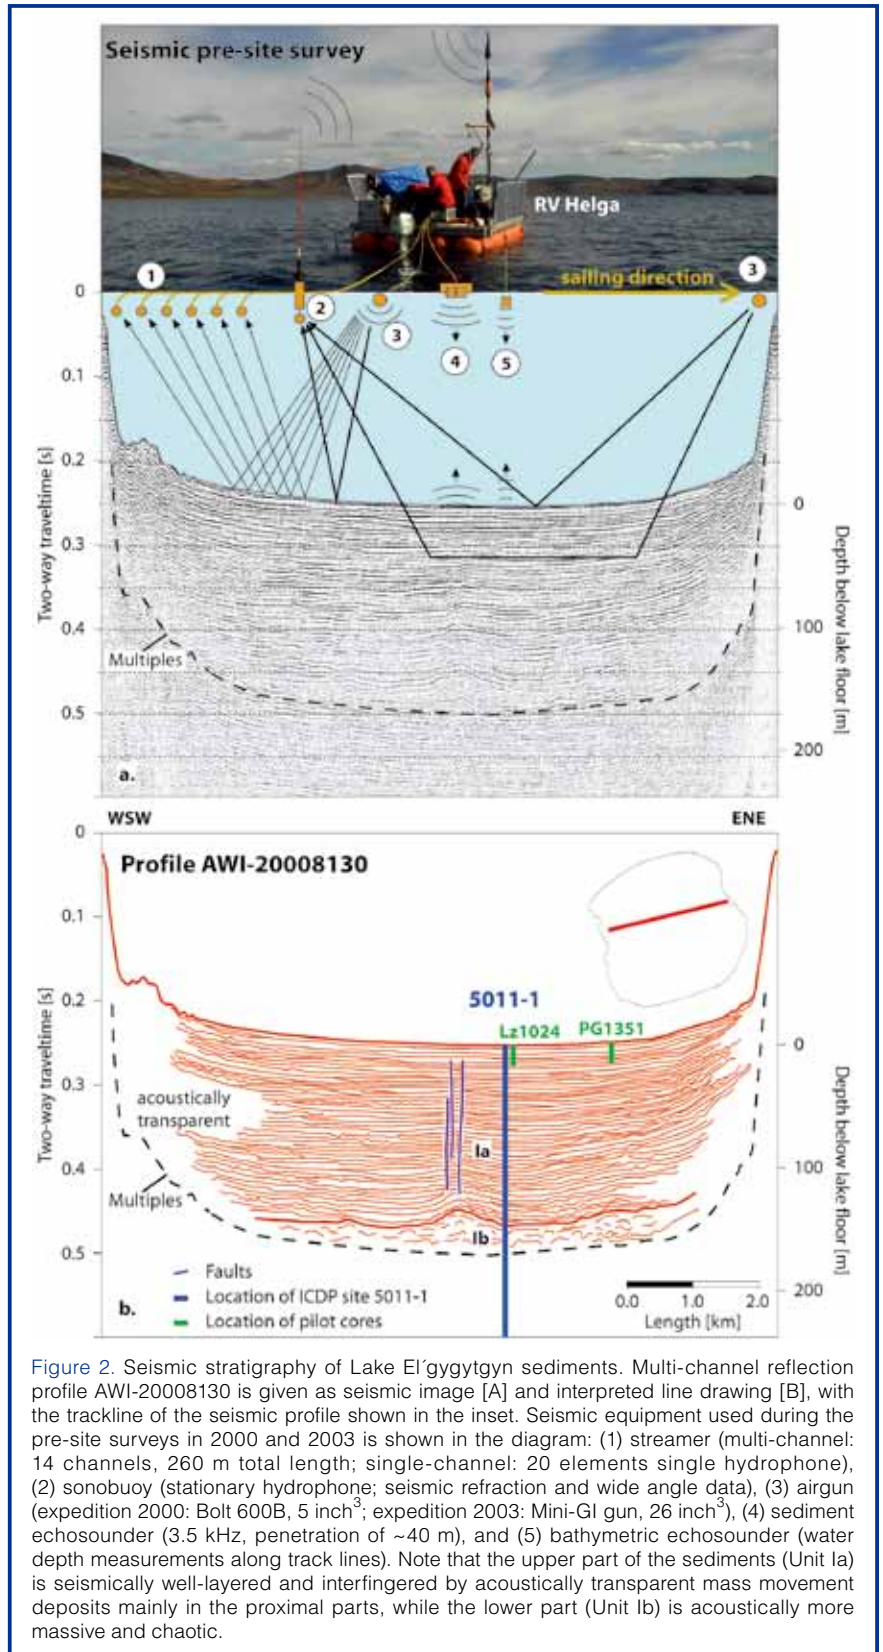 Seismic pre-site survey
RV Helga
sailing direction
1
2
3
3
4
5
0
0.1
0.2
0.3
0.4
0.5
Two-way traveltime [s]
0
100
200
Depth below lake floor [m]
Multiples
a.
WSW
ENE
Profile AWI-20008130
0
0.1
0.2
0.3
0.4
0.5
Two-way traveltime [s]
5011-1
Lz1024
PG1351
0
100
200
Depth below lake floor [m]
acoustically
transparent
Ia
Multiples
Ib
Faults
Location of ICDP site 5011-1
Location of pilot cores
b.
0.0 1.0 2.0
Length [km]
Figure 2. Seismic stratigraphy of Lake El´gygytgyn sediments. Multi-channel reflection
profile AWI-20008130 is given as seismic image [A] and interpreted line drawing [B], with
the trackline of the seismic profile shown in the inset. Seismic equipment used during the
pre-site surveys in 2000 and 2003 is shown in the diagram: (1) streamer (multi-channel:
14 channels, 260 m total length; single-channel: 20 elements single hydrophone),
(2) sonobuoy (stationary hydrophone; seismic refraction and wide angle data), (3) airgun
(expedition 2000: Bolt 600B, 5 inch³; expedition 2003: Mini-GI gun, 26 inch³), (4) sediment
echosounder (3.5 kHz, penetration of ~40 m), and (5) bathymetric echosounder (water
depth measurements along track lines). Note that the upper part of the sediments (Unit Ia)
is seismically well-layered and interfingered by acoustically transparent mass movement
deposits mainly in the proximal parts, while the lower part (Unit Ib) is acoustically more
massive and chaotic.